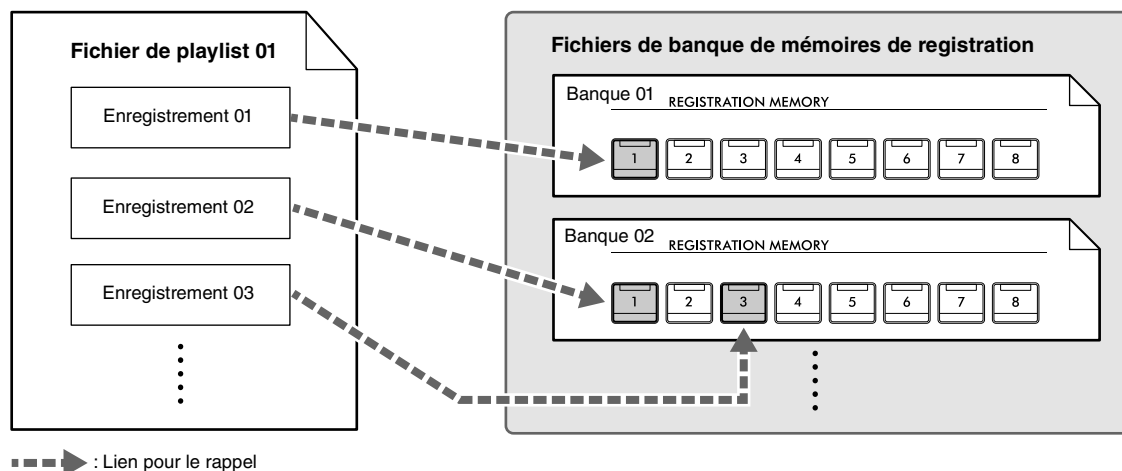 Fichier de playlist 01
Enregistrement 01
Enregistrement 02
Enregistrement 03
Fichiers de banque de mémoires de registration
Banque 01 REGISTRATION MEMORY
1 2 3 4 5 6 7 8
Banque 02 REGISTRATION MEMORY
1 2 3 4 5 6 7 8
: Lien pour le rappel